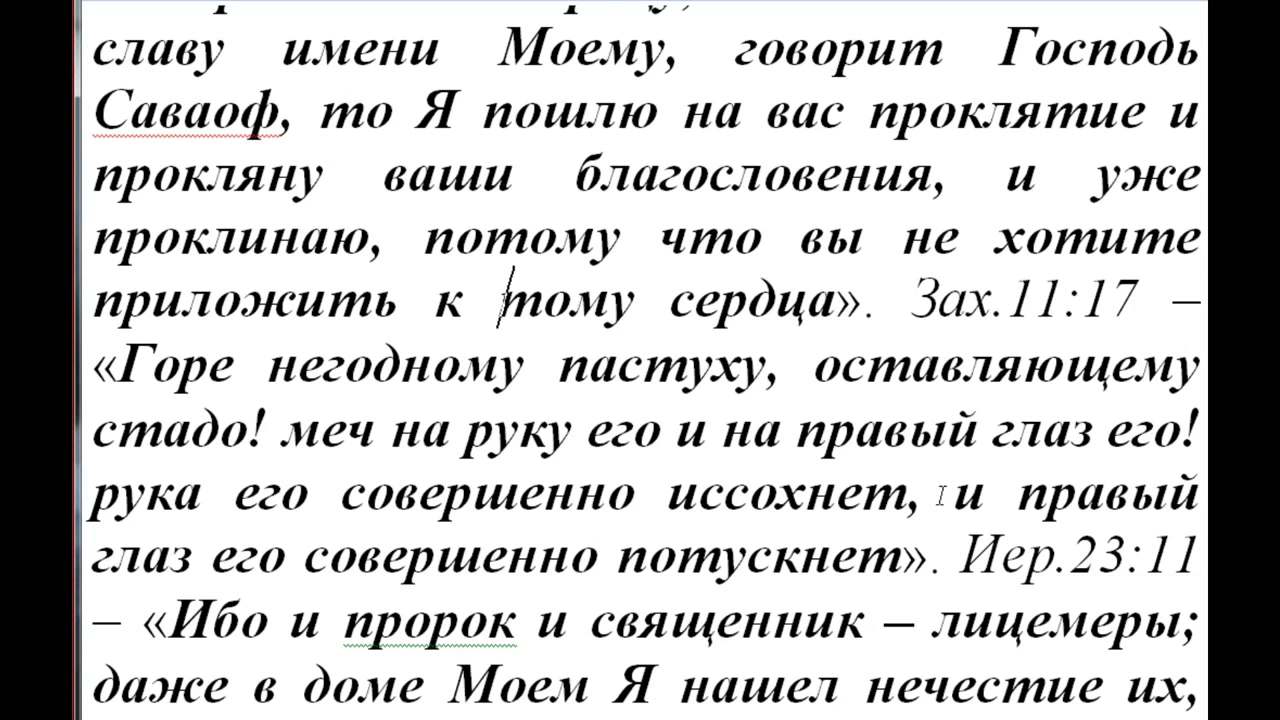 славу имени Моему, говорит Господь
Саваоф, то Я пошлю на вас проклятие и
прокляну ваши благословения, и уже
проклинаю, потому что вы не хотите
приложить к тому сердца». Зах.11:17 –
«Горе негодному пастуху, оставляющему
стадо! меч на руку его и на правый глаз его!
рука его совершенно иссохнет, и правый
глаз его совершенно потускнет». Иер.23:11
– «Ибо и пророк и священник – лицемеры;
даже в доме Моем Я нашел нечестие их,